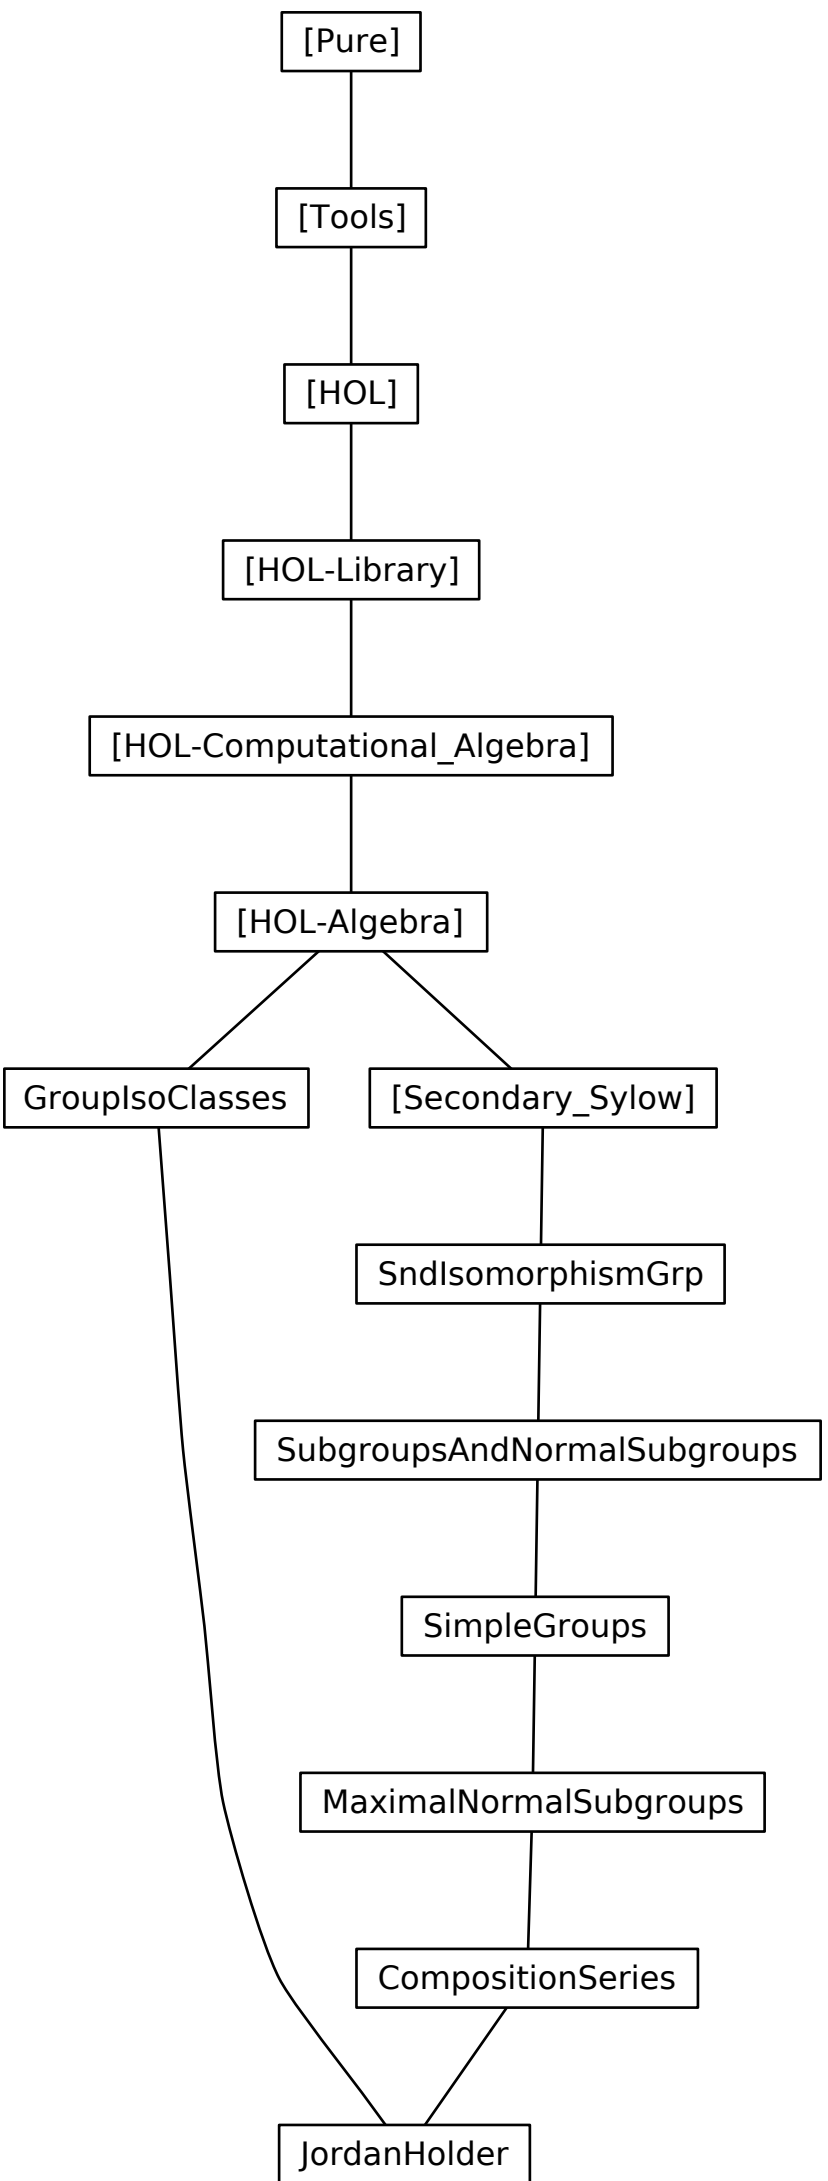 [Pure]
[Tools]
[HOL]
[HOL-Library]
[HOL-Computational_Algebra]
[HOL-Algebra]
GroupIsoClasses
[Secondary_Sylow]
SndIsomorphismGrp
SubgroupsAndNormalSubgroups
SimpleGroups
MaximalNormalSubgroups
CompositionSeries
JordanHolder